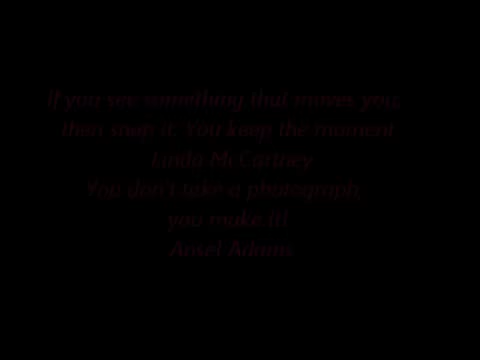 If you see something that moves you,
then snap it. You keep the moment
Linda McCartney
You don't take a photograph,
you make it!
Ansel Adams